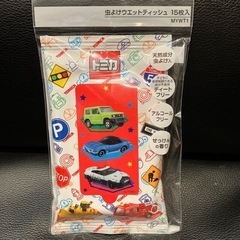 虫よけウエットティッシュ 15枚入
MYWT1
トミカ
天然成分
虫よけ
ディート
フリー
アルコール
フリー
せっけん
の香り